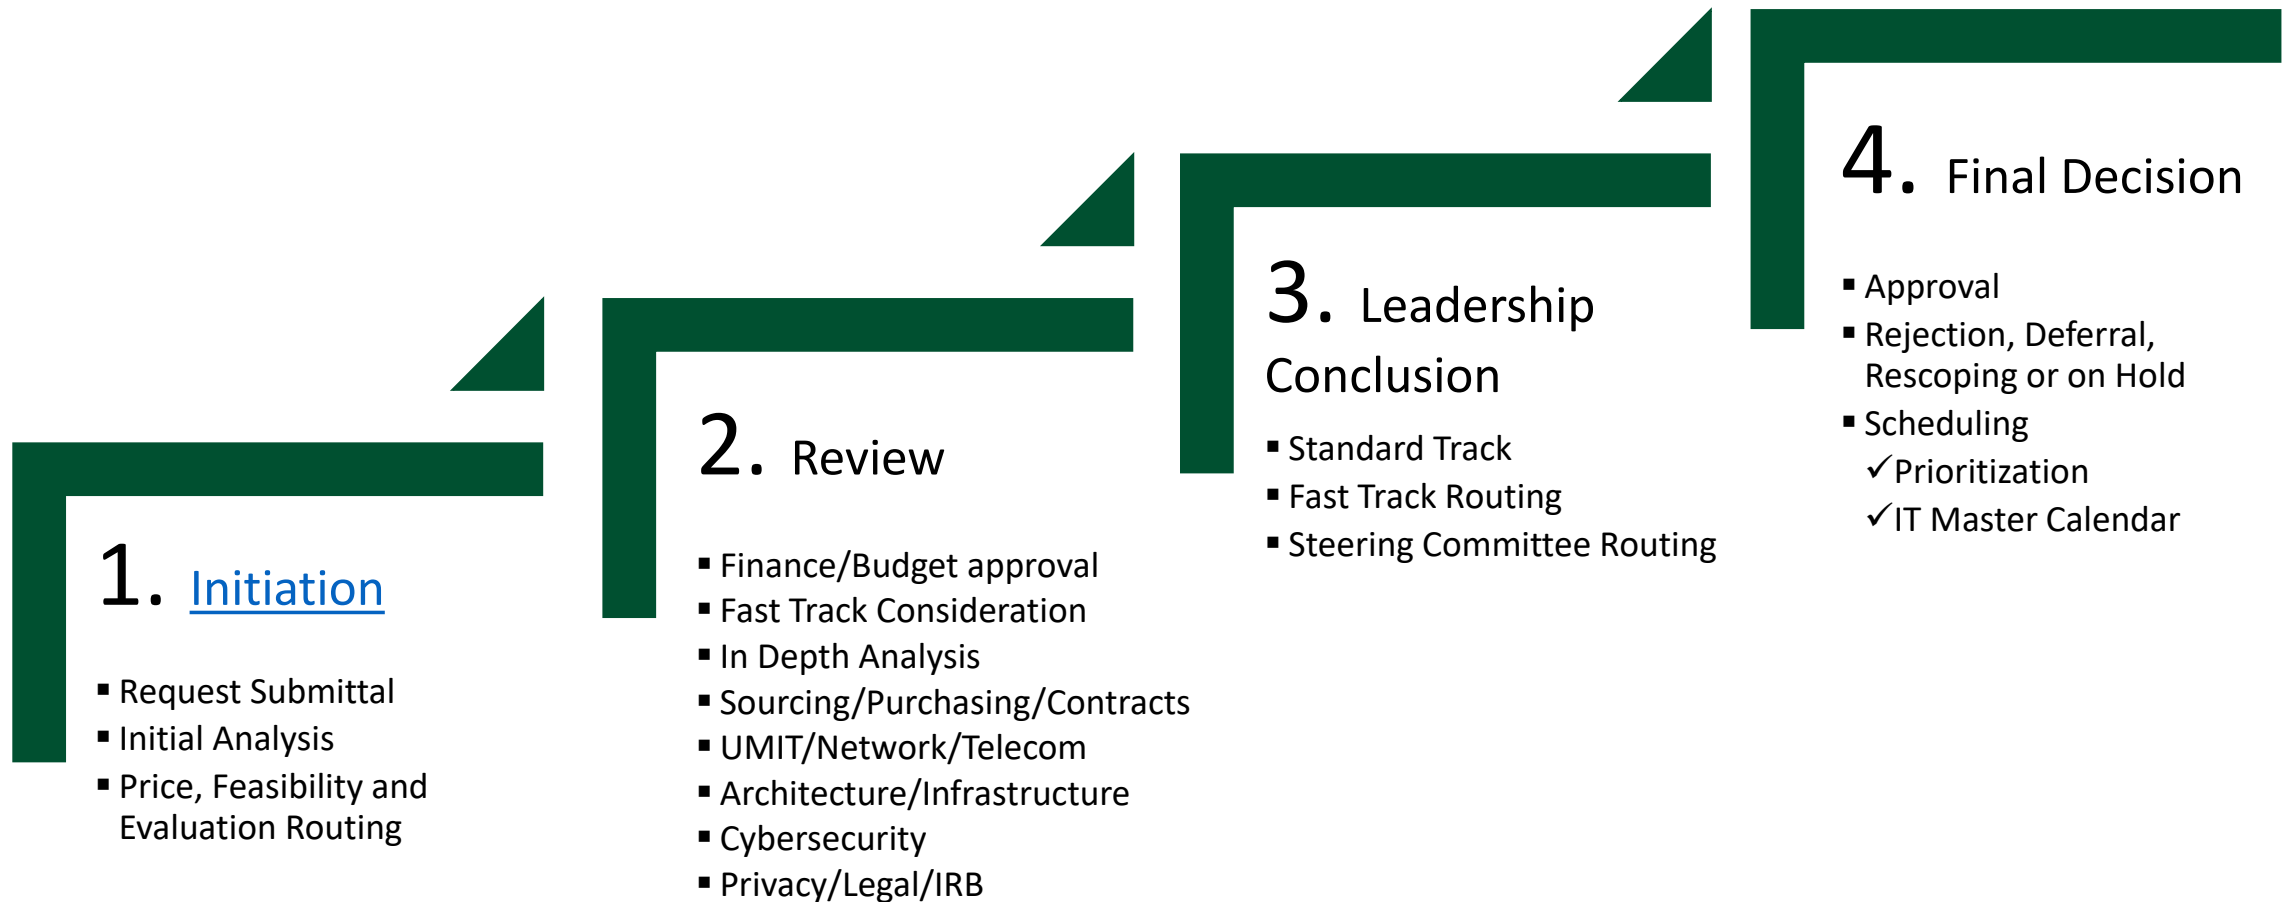 1. Initiation
▪ Request Submittal
▪ Initial Analysis
▪ Price, Feasibility and
Evaluation Routing
2. Review
▪ Finance/Budget approval
▪ Fast Track Consideration
▪ In Depth Analysis
▪ Sourcing/Purchasing/Contracts
▪ UMIT/Network/Telecom
▪ Architecture/Infrastructure
▪ Cybersecurity
▪ Privacy/Legal/IRB
3. Leadership
Conclusion
▪ Standard Track
▪ Fast Track Routing
▪ Steering Committee Routing
4. Final Decision
▪ Approval
▪ Rejection, Deferral,
Rescoping or on Hold
▪ Scheduling
✓Prioritization
✓IT Master Calendar